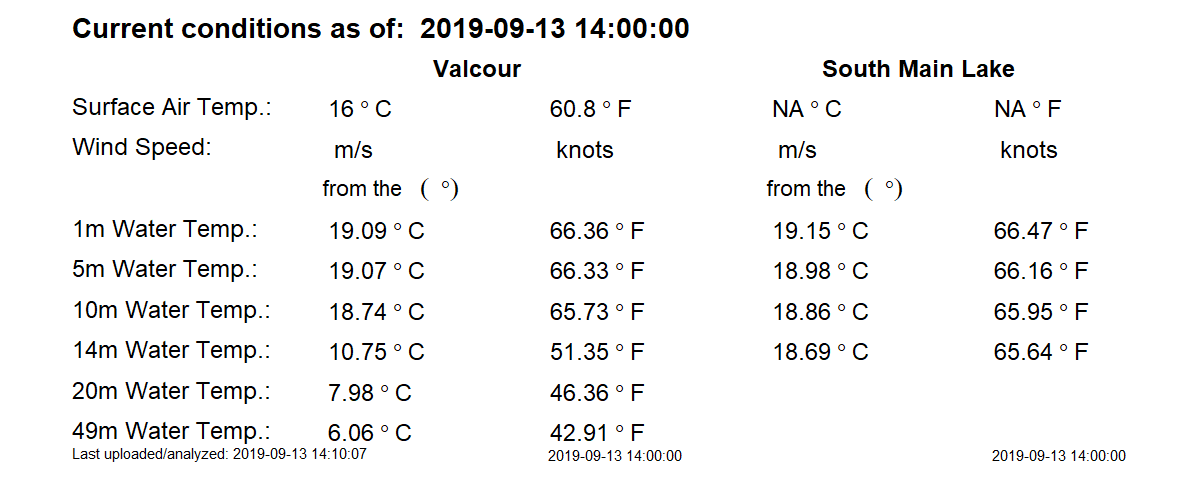 Current conditions as of:  2019-09-13 14:00:00
Valcour South Main Lake
Surface Air Temp.: 16 ° C 60.8 ° F NA ° C NA ° F
Wind Speed: m/s knots m/s knots
from the ( °) from the ( °)
1m Water Temp.: 19.09 ° C 66.36 ° F 19.15 ° C 66.47 ° F
5m Water Temp.: 19.07 ° C 66.33 ° F 18.98 ° C 66.16 ° F
10m Water Temp.: 18.74 ° C 65.73 ° F 18.86 ° C 65.95 ° F
14m Water Temp.: 10.75 ° C 51.35 ° F 18.69 ° C 65.64 ° F
20m Water Temp.: 7.98 ° C 46.36 ° F
49m Water Temp.: 6.06 ° C 42.91 ° F
Last uploaded/analyzed: 2019-09-13 14:10:07 2019-09-13 14:00:00 2019-09-13 14:00:00